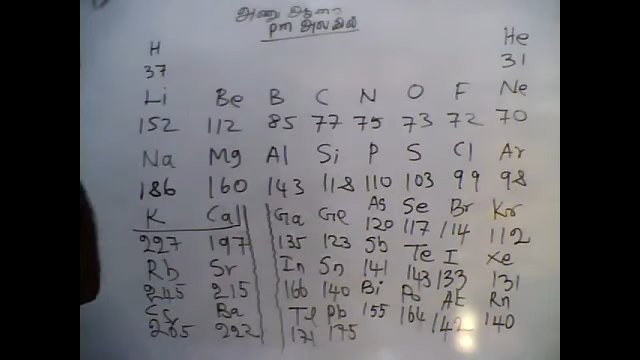 அணு ஆரை
pm அலகில்
H He
37 31
Li Be B C N O F Ne
152 112 85 77 75 73 72 70
Na Mg Al Si P S Cl Ar
186 160 143 118 110 103 99 98
K Ca Ga Ge As Se Br Kr
227 197 135 123 120 117 114 112
Rb Sr In Sn Sb Te I Xe
245 215 166 140 141 143 133 131
Cs Ba Tl Pb Bi Po At Rn
265 222 171 175 155 164 142 140